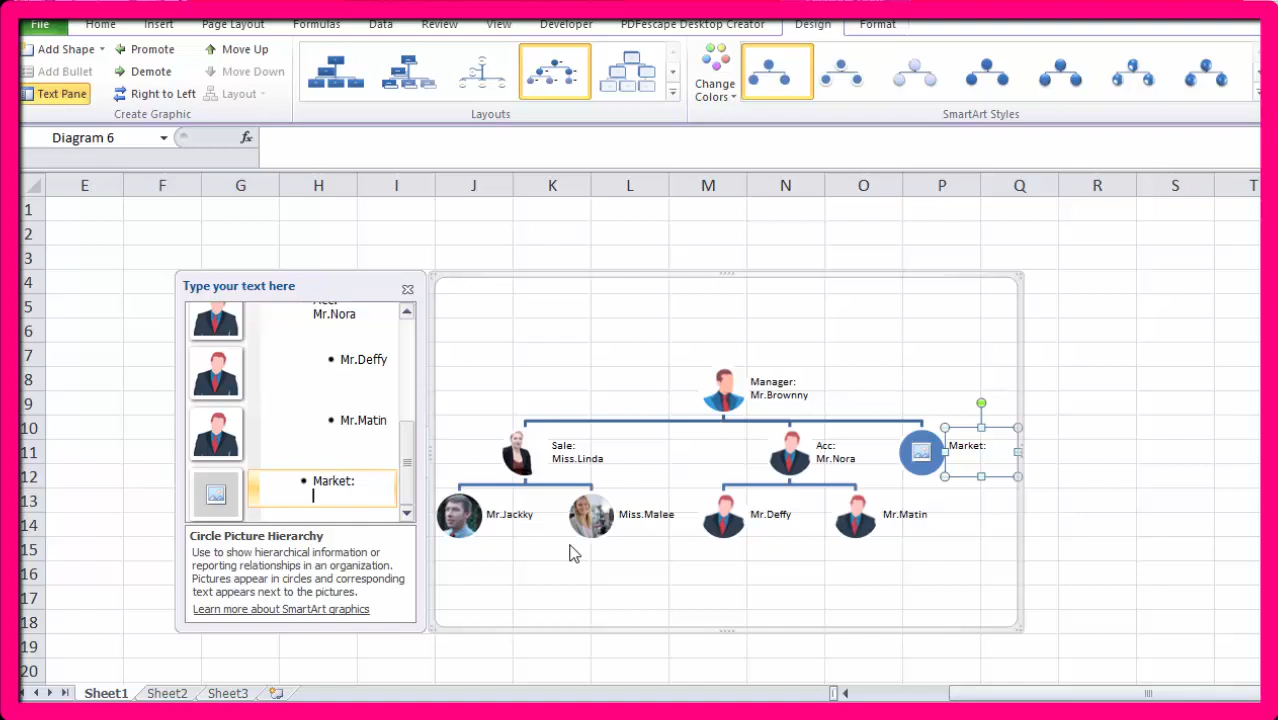 File
Home
Insert
Page Layout
Formulas
Data
Review
View
Developer
PDFescape Desktop Creator
Design
Format
Add Shape
Promote
Move Up
Add Bullet
Demote
Move Down
Text Pane
Right to Left
Layout
Create Graphic
Layouts
Change
Colors
SmartArt Styles
Diagram 6
fx
E F G H I J K L M N O P Q R S T
1
2
3
4
5
6
7
8
9
10
11
12
13
14
15
16
17
18
19
20
Type your text here
Acc:
Mr.Nora
• Mr.Deffy
• Mr.Matin
• Market:
Circle Picture Hierarchy
Use to show hierarchical information or
reporting relationships in an organization.
Pictures appear in circles and corresponding
text appears next to the pictures.
Learn more about SmartArt graphics
Manager:
Mr.Brownny
Sale:
Miss.Linda
Acc:
Mr.Nora
Market:
Mr.Jackky
Miss.Malee
Mr.Deffy
Mr.Matin
Sheet1
Sheet2
Sheet3